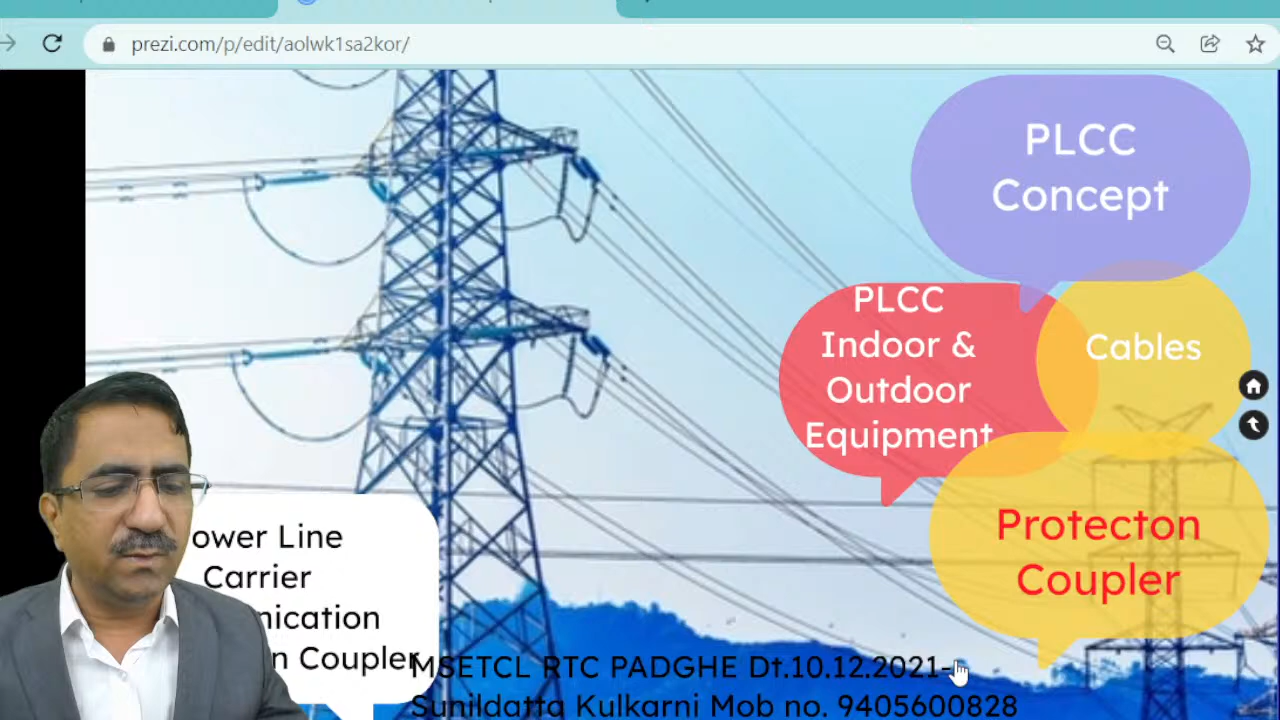 prezi.com/p/edit/aolwk1sa2kor/
PLCC
Concept
PLCC
Indoor &
Outdoor
Equipment
Cables
Protecton
Coupler
ower Line
Carrier
nication
n Coupler
MSETCL RTC PADGHE Dt.10.12.2021-
Sunildatta Kulkarni Mob no. 9405600828